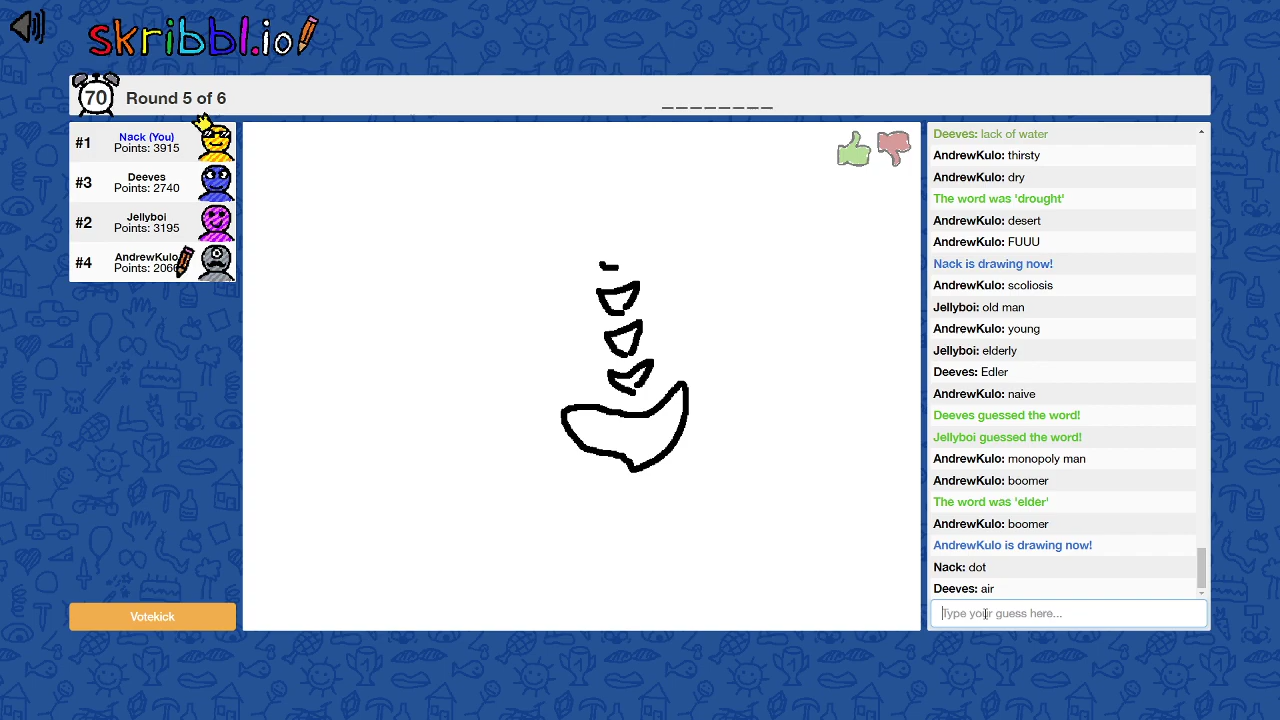 skribbl.io
70
Round 5 of 6
________
#1
Nack (You)
Points: 3915
#3
Deeves
Points: 2740
#2
Jellyboi
Points: 3195
#4
AndrewKulo
Points: 2060
Votekick
Deeves: lack of water
AndrewKulo: thirsty
AndrewKulo: dry
The word was 'drought'
AndrewKulo: desert
AndrewKulo: FUUU
Nack is drawing now!
AndrewKulo: scoliosis
Jellyboi: old man
AndrewKulo: young
Jellyboi: elderly
Deeves: Edler
AndrewKulo: naive
Deeves guessed the word!
Jellyboi guessed the word!
AndrewKulo: monopoly man
AndrewKulo: boomer
The word was 'elder'
AndrewKulo: boomer
AndrewKulo is drawing now!
Nack: dot
Deeves: air
Type your guess here...